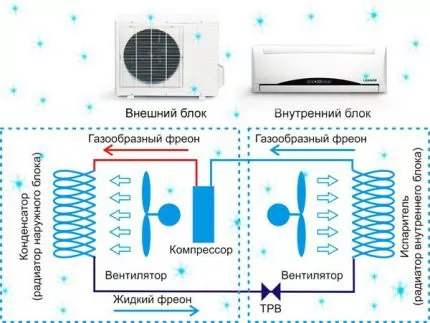 Внешний блок
Внутренний блок
Газообразный фреон
Газообразный фреон
Конденсатор
(радиатор наружного блока)
Компрессор
Испаритель
(радиатор внутреннего блока)
Вентилятор
Вентилятор
Жидкий фреон
ТРВ